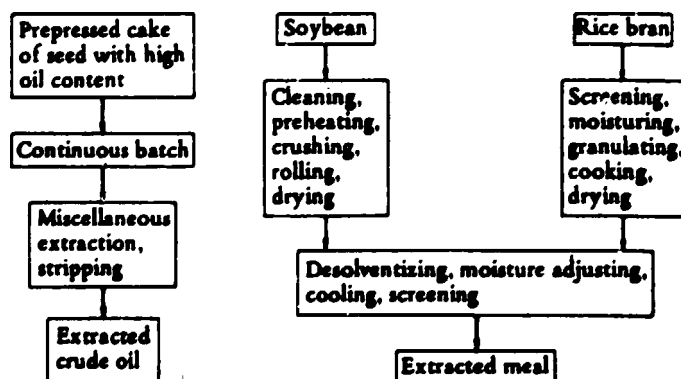 Prepressed cake
of seed with high
oil content
Continuous batch
Miscellaneous
extraction,
stripping
Extracted
crude oil
Soybean
Cleaning,
preheating,
crushing,
rolling,
drying
Rice bran
Screening,
moisturing,
granulating,
cooking,
drying
Desolventizing, moisture adjusting,
cooling, screening
Extracted meal